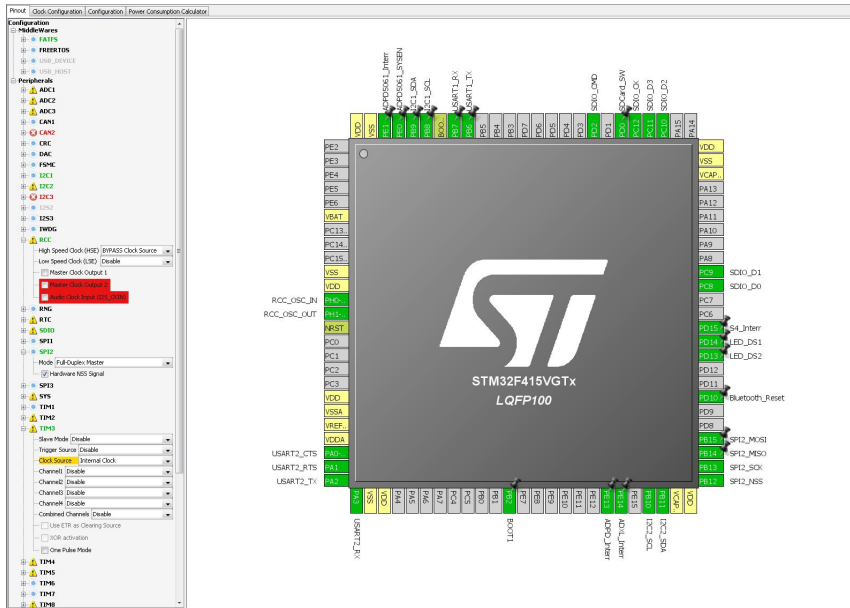 Pinout Clock Configuration Configuration Power Consumption Calculator
Configuration
MiddleWares
FATFS
FREERTOS
USB_DEVICE
USB_HOST
Peripherals
ADC1
ADC2
ADC3
CAN1
CAN2
CRC
DAC
FSMC
I2C1
I2C2
I2C3
I2S2
I2S3
IWDG
RCC
High Speed Clock (HSE) BYPASS Clock Source
Low Speed Clock (LSE) Disable
Master Clock Output 1
Master Clock Output 2
Audio Clock Input (I2S_CKIN)
RNG
RTC
SDIO
SPI1
SPI2
Mode Full-Duplex Master
Hardware NSS Signal
SPI3
SYS
TIM1
TIM2
TIM3
Slave Mode Disable
Trigger Source Disable
Clock Source Internal Clock
Channel1 Disable
Channel2 Disable
Channel3 Disable
Channel4 Disable
Combined Channels Disable
Use ETR as Clearing Source
XOR activation
One Pulse Mode
TIM4
TIM5
TIM6
TIM7
TIM8
ADPD5061_Interr
ADPD5061_SYSEN
I2C1_SDA
I2C1_SCL
USART1_RX
USART1_TX
SDIO_CMD
SDCard_SW
SDIO_CK
SDIO_D3
SDIO_D2
VDD
VSS
PE1
PE0
PB9
PB8
BOO..
PB7
PB6
PB5
PB4
PB3
PD7
PD6
PD5
PD4
PD3
PD2
PD1
PD0
PC12
PC11
PC10
PA15
PA14
PE2
PE3
PE4
PE5
PE6
VBAT
PC13..
PC14..
PC15..
VSS
VDD
RCC_OSC_IN PH0-..
RCC_OSC_OUT PH1-..
NRST
PC0
PC1
PC2
PC3
VDD
VSSA
VREF..
VDDA
USART2_CTS PA0-..
USART2_RTS PA1
USART2_TX PA2
ST
STM32F415VGTx
LQFP100
VDD
VSS
VCAP..
PA13
PA12
PA11
PA10
PA9
PA8
PC9 SDIO_D1
PC8 SDIO_D0
PC7
PC6
PD15 S4_Interr
PD14 LED_DS1
PD13 LED_DS2
PD12
PD11
PD10 Bluetooth_Reset
PD9
PD8
PB15 SPI2_MOSI
PB14 SPI2_MISO
PB13 SPI2_SCK
PB12 SPI2_NSS
PA3
VSS
VDD
PA4
PA5
PA6
PA7
PC4
PC5
PB0
PB1
PB2
PE7
PE8
PE9
PE10
PE11
PE12
PE13
PE14
PE15
PB10
PB11
VCAP..
VDD
USART2_RX
BOOT1
ADPD_Interr
ADXL_Interr
I2C2_SCL
I2C2_SDA